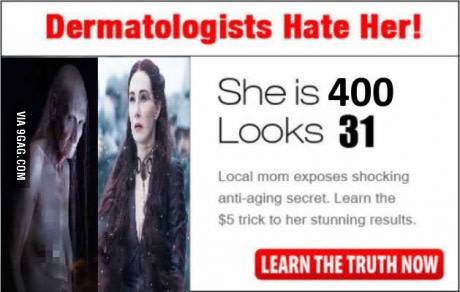 Dermatologists Hate Her!
VIA 9GAG.COM
She is 400
Looks 31
Local mom exposes shocking
anti-aging secret. Learn the
$5 trick to her stunning results.
LEARN THE TRUTH NOW